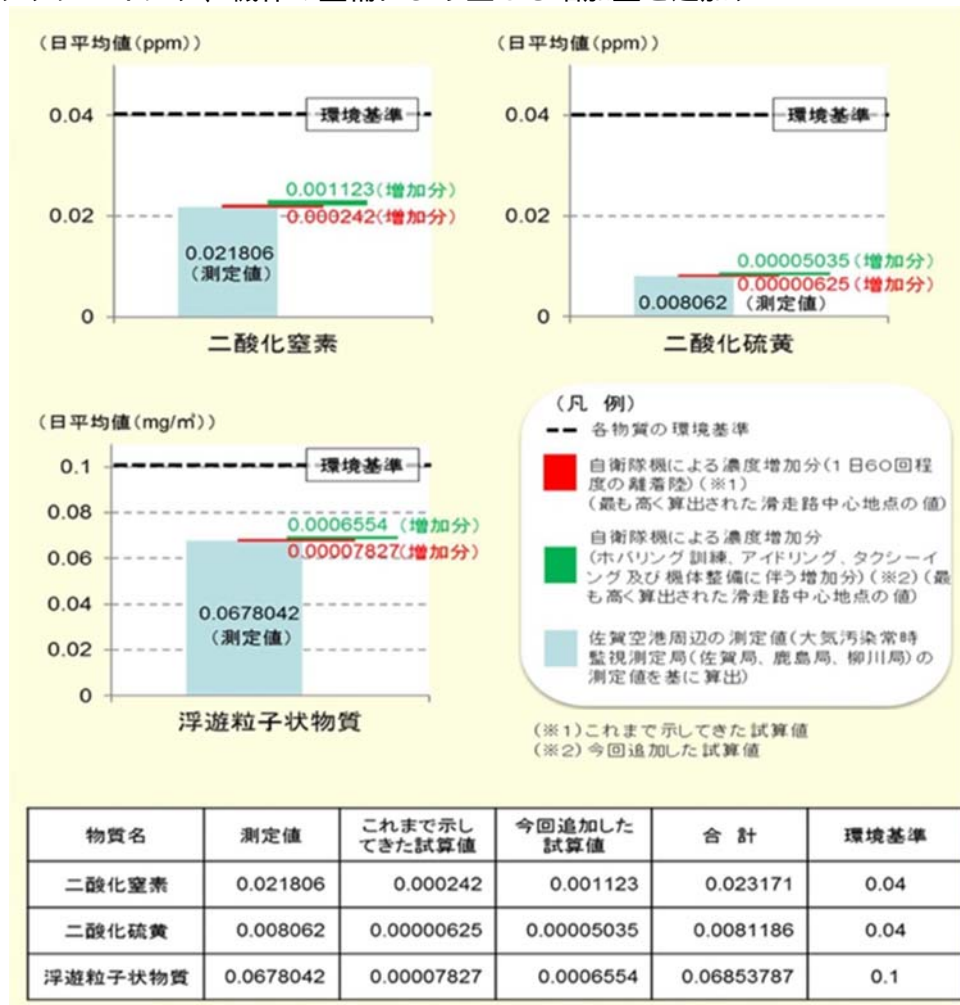 （日平均値(ppm)）
0.04
環境基準
0.001123(増加分)
0.02
0.000242(増加分)
0.021806
（測定値）
0
二酸化窒素
（日平均値(ppm)）
0.04
環境基準
0.02
0.00005035(増加分)
0.00000625(増加分)
0.008062 （測定値）
0
二酸化硫黄
（日平均値(mg/㎥)）
0.1
環境基準
0.08
0.0006554 (増加分)
0.06
0.00007827(増加分)
0.04
0.0678042
（測定値）
0.02
0
浮遊粒子状物質
（凡 例）
各物質の環境基準
自衛隊機による濃度増加分(1日60回程
度の離着陸)(※1)
(最も高く算出された滑走路中心地点の値)
自衛隊機による濃度増加分
(ホバリング訓練、アイドリング、タクシーイ
ング及び機体整備に伴う増加分)(※2)(最
も高く算出された滑走路中心地点の値)
佐賀空港周辺の測定値(大気汚染常時
監視測定局(佐賀局、鹿島局、柳川局)の
測定値を基に算出)
(※1)これまで示してきた試算値
(※2)今回追加した試算値
物質名 測定値 これまで示し てきた試算値 今回追加した 試算値 合 計 環境基準
二酸化窒素 0.021806 0.000242 0.001123 0.023171 0.04
二酸化硫黄 0.008062 0.00000625 0.00005035 0.0081186 0.04
浮遊粒子状物質 0.0678042 0.00007827 0.0006554 0.06853787 0.1